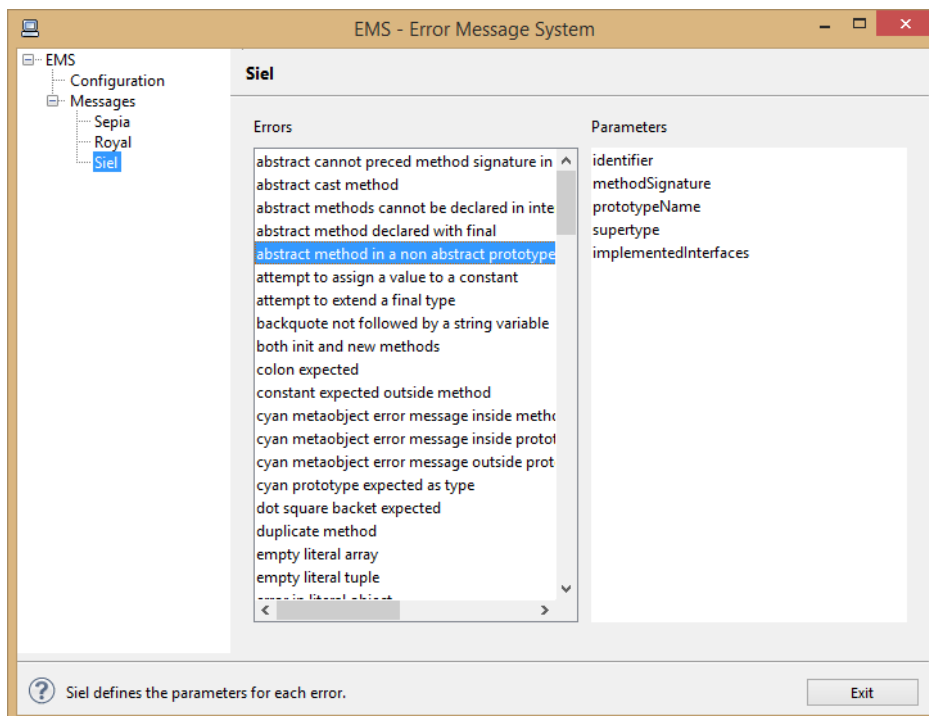 EMS - Error Message System
EMS
Configuration
Messages
Sepia
Royal
Siel
Siel
Errors
abstract cannot preced method signature in
abstract cast method
abstract methods cannot be declared in inte
abstract method declared with final
abstract method in a non abstract prototype
attempt to assign a value to a constant
attempt to extend a final type
backquote not followed by a string variable
both init and new methods
colon expected
constant expected outside method
cyan metaobject error message inside metho
cyan metaobject error message inside protot
cyan metaobject error message outside prot
cyan prototype expected as type
dot square backet expected
duplicate method
empty literal array
empty literal tuple
error in literal object
Parameters
identifier
methodSignature
prototypeName
supertype
implementedInterfaces
Siel defines the parameters for each error.
Exit